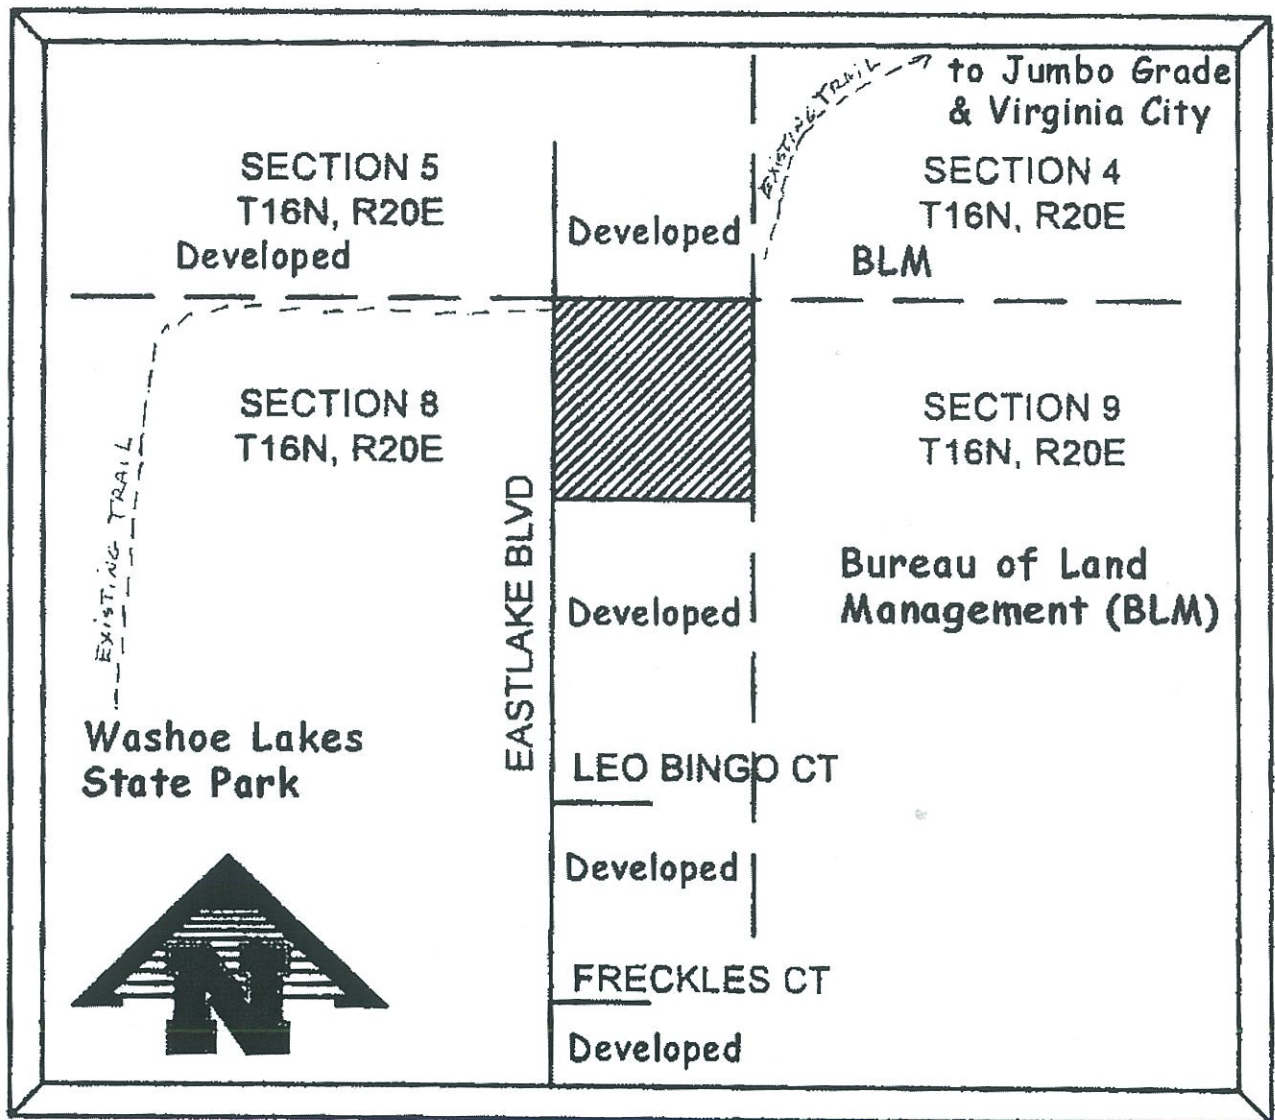 to Jumbo Grade
& Virginia City
EXISTING TRAIL
SECTION 5
T16N, R20E
Developed
Developed
SECTION 4
T16N, R20E
BLM
SECTION 8
T16N, R20E
SECTION 9
T16N, R20E
EXISTING TRAIL
EASTLAKE BLVD
Bureau of Land
Management (BLM)
Developed
Washoe Lakes
State Park
LEO BINGO CT
Developed
FRECKLES CT
Developed
N